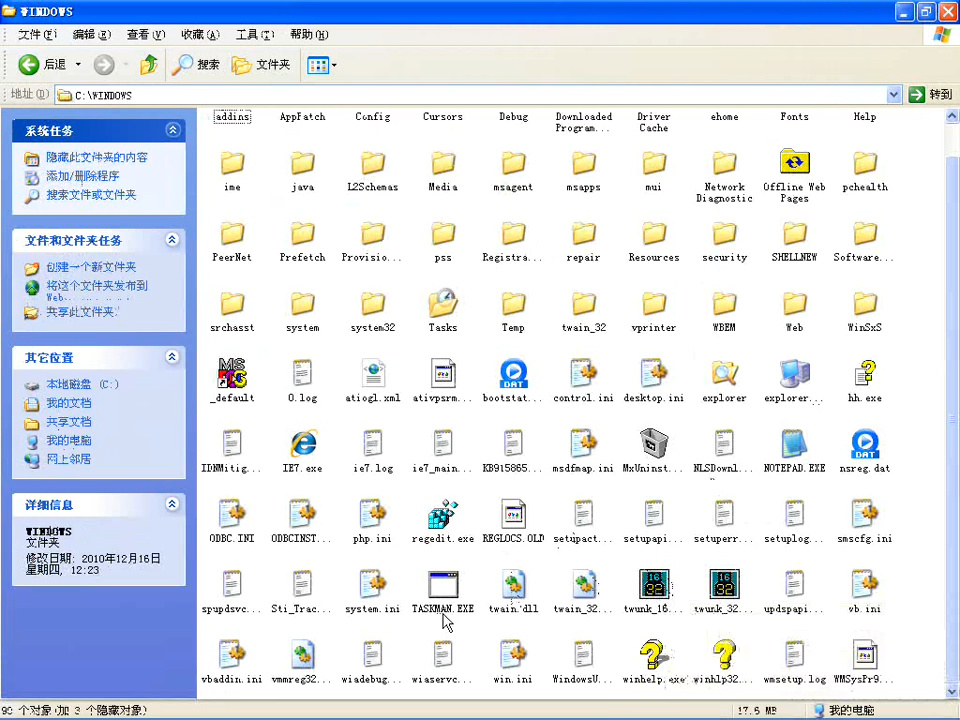 WINDOWS
文件(F) 编辑(E) 查看(V) 收藏(A) 工具(T) 帮助(H)
后退 搜索 文件夹
地址(D) C:\WINDOWS 转到
系统任务
隐藏此文件夹的内容
添加/删除程序
搜索文件或文件夹
文件和文件夹任务
创建一个新文件夹
将这个文件夹发布到
Web
共享此文件夹
其它位置
本地磁盘 (C:)
我的文档
共享文档
我的电脑
网上邻居
详细信息
WINDOWS
文件夹
修改日期: 2010年12月16日
星期四, 12:23
addins AppPatch Config Cursors Debug Downloaded Driver ehome Fonts Help
Program... Cache
ime java L2Schemas Media msagent msapps mui Network Offline Web pchealth
Diagnostic Pages
PeerNet Prefetch Provisio... pss Registra... repair Resources security SHELLNEW Software...
srchasst system system32 Tasks Temp twain_32 vprinter WBEM Web WinSxS
_default 0.log atiogl.xml ativpsrm... bootstat... control.ini desktop.ini explorer explorer... hh.exe
IDNMitig... IE7.exe ie7.log ie7_main... KB915865... msdfmap.ini MxUninst... NLSDownl... NOTEPAD.EXE nsreg.dat
ODBC.INI ODBCINST... php.ini regedit.exe REGLOCS.OLD setupact... setupapi... setuperr... setuplog... smscfg.ini
spupdsvc... Sti_Trac... system.ini TASKMAN.EXE twain.dll twain_32... twunk_16... twunk_32... updspapi... vb.ini
vbaddin.ini vmmreg32... wiadebug... wiaservc... win.ini WindowsU... winhelp.exe winhlp32... wmsetup.log WMSysPr9...
90 个对象(加 3 个隐藏对象) 17.6 MB 我的电脑